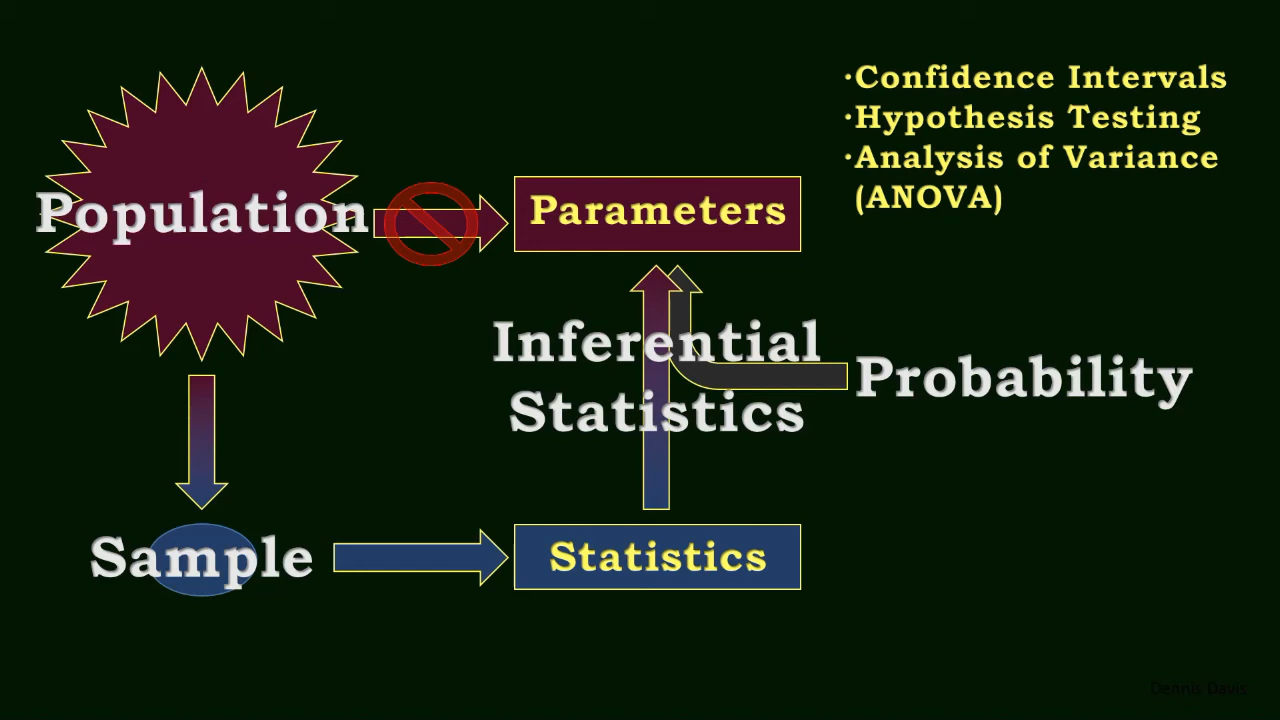 ·Confidence Intervals
·Hypothesis Testing
·Analysis of Variance
(ANOVA)
Population
Parameters
Inferential
Statistics
Probability
Sample
Statistics
Dennis Davis